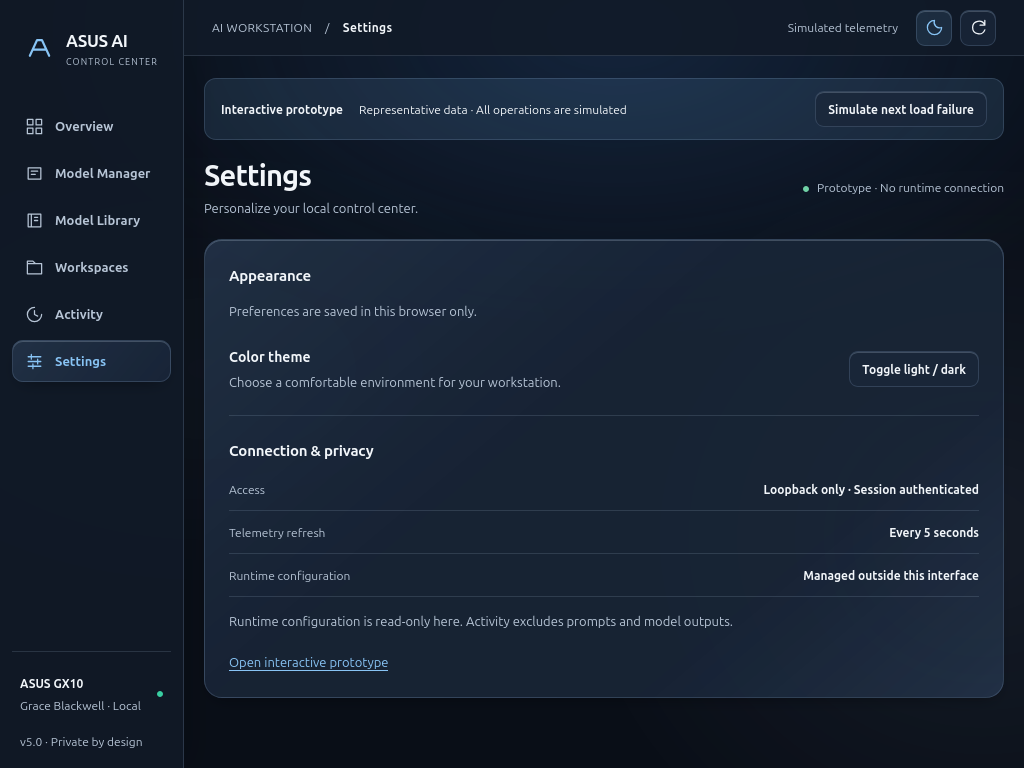 ASUS AI
CONTROL CENTER
Overview
Model Manager
Model Library
Workspaces
Activity
Settings
ASUS GX10
Grace Blackwell · Local
v5.0 · Private by design
AI WORKSTATION / Settings
Simulated telemetry
Interactive prototype Representative data · All operations are simulated
Simulate next load failure
Settings
Personalize your local control center.
Prototype · No runtime connection
Appearance
Preferences are saved in this browser only.
Color theme
Choose a comfortable environment for your workstation.
Toggle light / dark
Connection & privacy
Access Loopback only · Session authenticated
Telemetry refresh Every 5 seconds
Runtime configuration Managed outside this interface
Runtime configuration is read-only here. Activity excludes prompts and model outputs.
Open interactive prototype